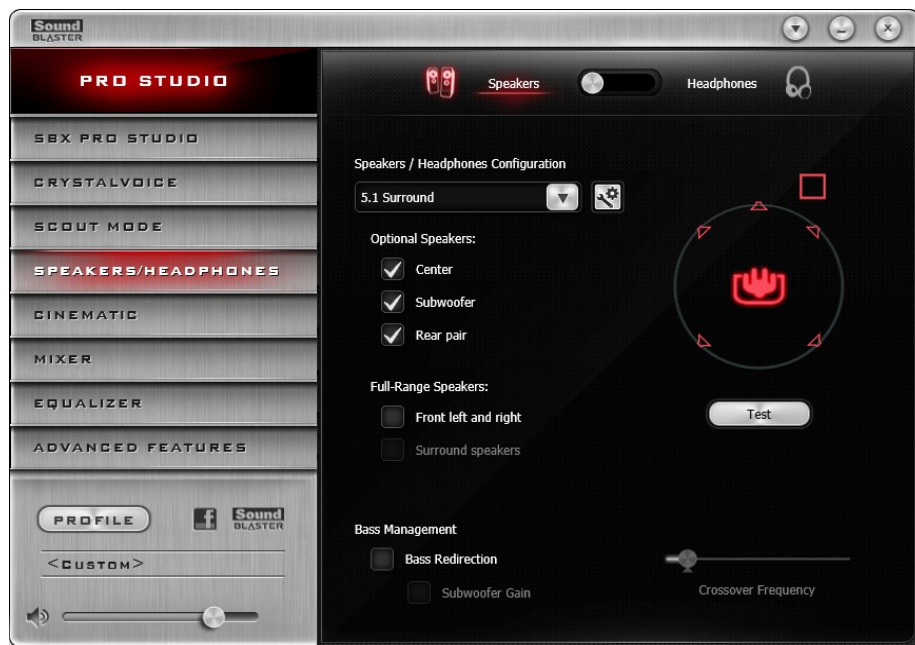 Sound
BLASTER
PRO STUDIO
SBX PRO STUDIO
CRYSTALVOICE
SCOUT MODE
SPEAKERS/HEADPHONES
CINEMATIC
MIXER
EQUALIZER
ADVANCED FEATURES
PROFILE
f
Sound
BLASTER
<CUSTOM>
Speakers
Headphones
Speakers / Headphones Configuration
5.1 Surround
Optional Speakers:
Center
Subwoofer
Rear pair
Full-Range Speakers:
Front left and right
Surround speakers
Test
Bass Management
Bass Redirection
Subwoofer Gain
Crossover Frequency